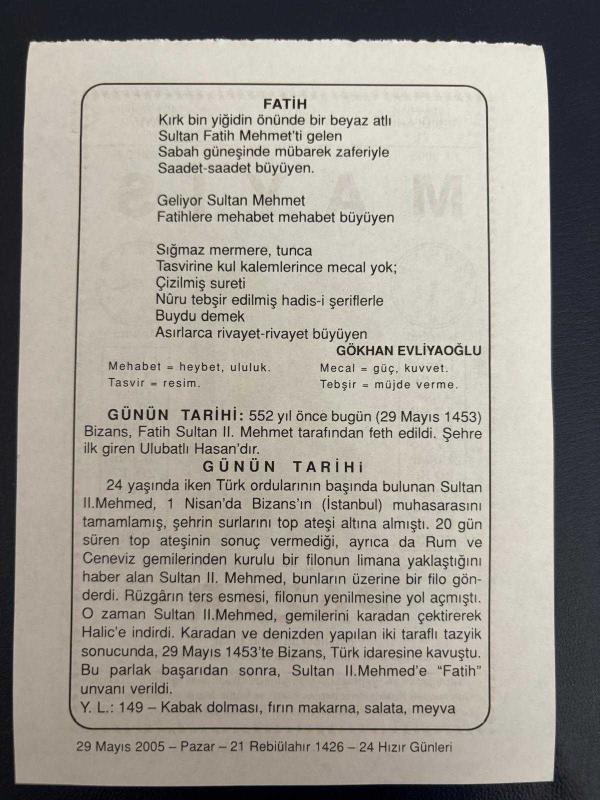 FATİH
Kırk bin yiğidin önünde bir beyaz atlı
Sultan Fatih Mehmet'ti gelen
Sabah güneşinde mübarek zaferiyle
Saadet-saadet büyüyen.
Geliyor Sultan Mehmet
Fatihlere mehabet mehabet büyüyen
Sığmaz mermere, tunca
Tasvirine kul kalemlerince mecal yok;
Çizilmiş sureti
Nûru tebşir edilmiş hadis-i şeriflerle
Buydu demek
Asırlarca rivayet-rivayet büyüyen
GÖKHAN EVLİYAOĞLU
Mehabet = heybet, ululuk. Mecal = güç, kuvvet.
Tasvir = resim. Tebşir = müjde verme.
GÜNÜN TARİHİ: 552 yıl önce bugün (29 Mayıs 1453)
Bizans, Fatih Sultan II. Mehmet tarafından feth edildi. Şehre
ilk giren Ulubatlı Hasan'dır.
GÜNÜN TARİHİ
24 yaşında iken Türk ordularının başında bulunan Sultan
II.Mehmed, 1 Nisan'da Bizans'ın (İstanbul) muhasarasını
tamamlamış, şehrin surlarını top ateşi altına almıştı. 20 gün
süren top ateşinin sonuç vermediği, ayrıca da Rum ve
Ceneviz gemilerinden kurulu bir filonun limana yaklaştığını
haber alan Sultan II. Mehmed, bunların üzerine bir filo gön-
derdi. Rüzgârın ters esmesi, filonun yenilmesine yol açmıştı.
O zaman Sultan II.Mehmed, gemilerini karadan çektirerek
Halic'e indirdi. Karadan ve denizden yapılan iki taraflı tazyik
sonucunda, 29 Mayıs 1453'te Bizans, Türk idaresine kavuştu.
Bu parlak başarıdan sonra, Sultan II.Mehmed'e "Fatih"
unvanı verildi.
Y. L.: 149 – Kabak dolması, fırın makarna, salata, meyva
29 Mayıs 2005 – Pazar – 21 Rebiülahır 1426 – 24 Hızır Günleri